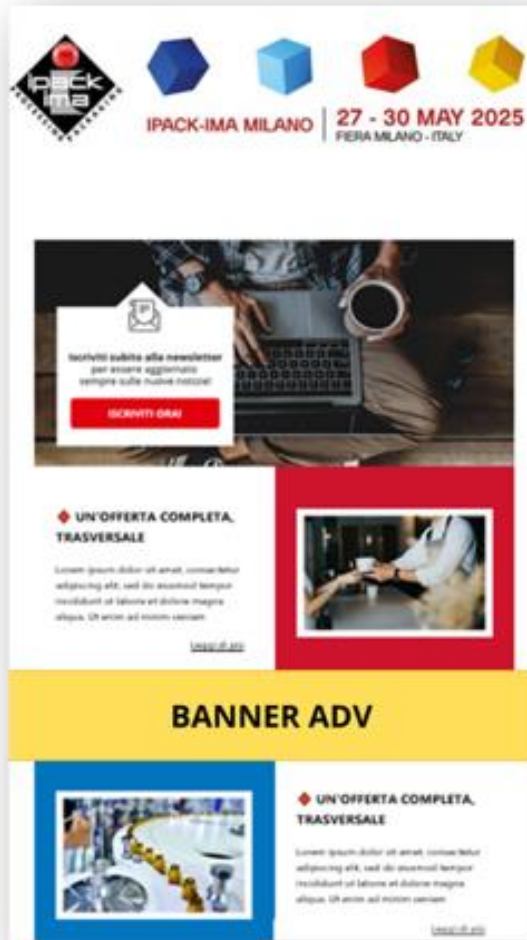 ipack
ima
PROCESSING & PACKAGING
IPACK-IMA MILANO
27 - 30 MAY 2025
FIERA MILANO - ITALY
Iscriviti subito alla newsletter
per essere aggiornato
sempre sulle nuove notizie!
ISCRIVITI ORA!
UN'OFFERTA COMPLETA,
TRASVERSALE
Lorem ipsum dolor sit amet, consectetur
adipiscing elit, sed do eiusmod tempor
incididunt ut labore et dolore magna
aliqua. Ut enim ad minim veniam
Leggi di più
BANNER ADV
UN'OFFERTA COMPLETA,
TRASVERSALE
Lorem ipsum dolor sit amet, consectetur
adipiscing elit, sed do eiusmod tempor
incididunt ut labore et dolore magna
aliqua. Ut enim ad minim veniam
Leggi di più